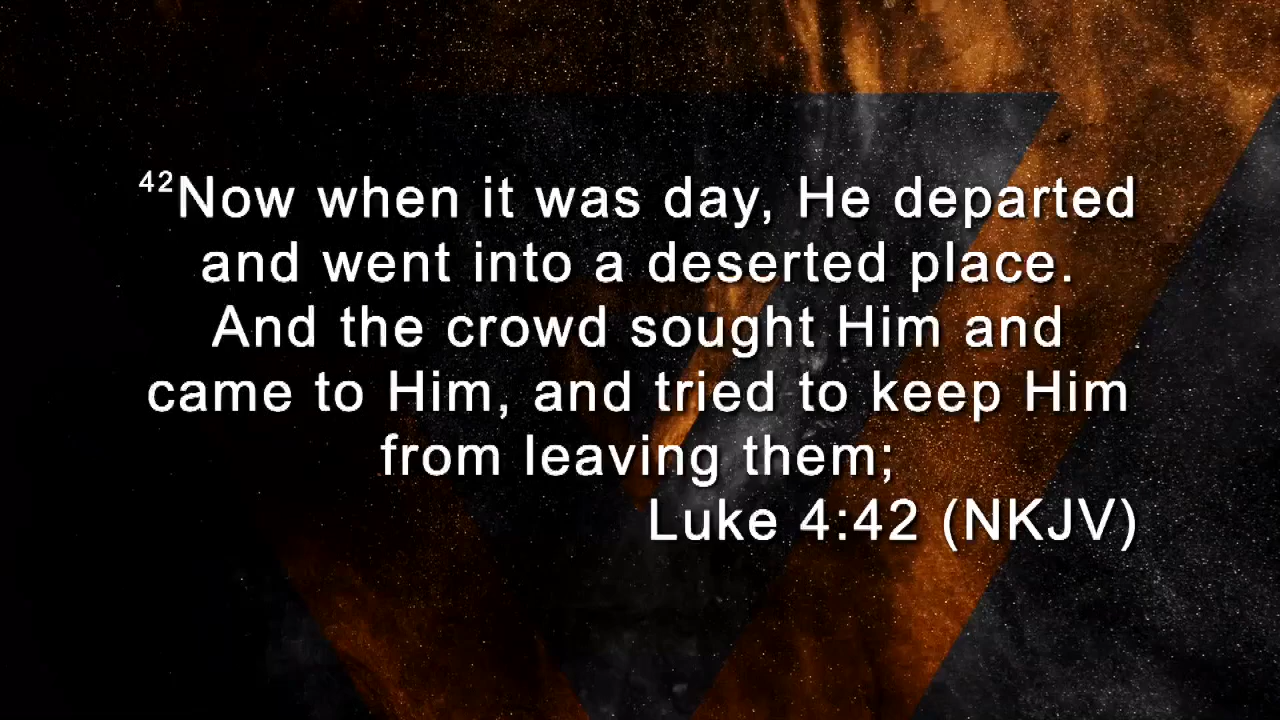 42Now when it was day, He departed
and went into a deserted place.
And the crowd sought Him and
came to Him, and tried to keep Him
from leaving them;
Luke 4:42 (NKJV)